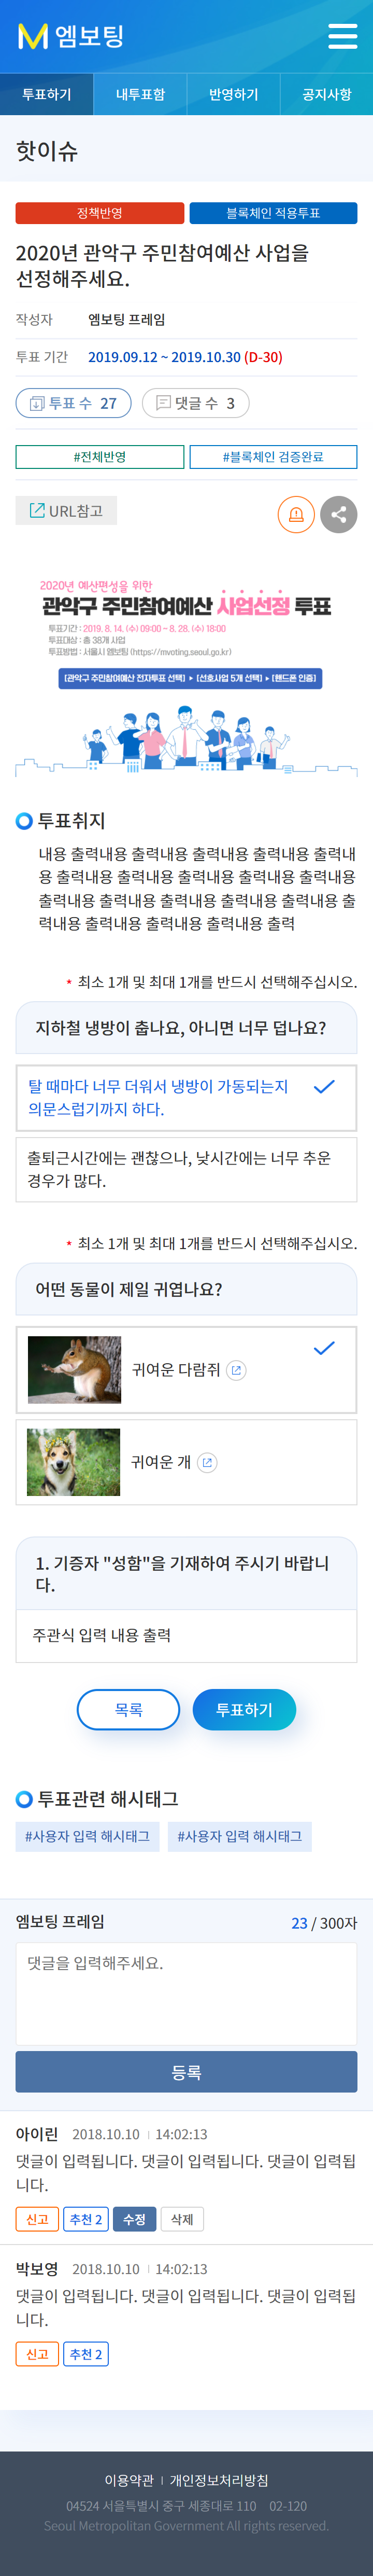 엠보팅
투표하기
내투표함
반영하기
공지사항
핫이슈
정책반영
블록체인 적용투표
2020년 관악구 주민참여예산 사업을
선정해주세요.
작성자 엠보팅 프레임
투표 기간 2019.09.12 ~ 2019.10.30 (D-30)
투표 수 27
댓글 수 3
#전체반영
#블록체인 검증완료
URL참고
2020년 예산편성을 위한
관악구 주민참여예산 사업선정 투표
투표기간 : 2019. 8. 14. (수) 09:00 ~ 8. 28. (수) 18:00
투표대상 : 총 38개 사업
투표방법 : 서울시 엠보팅 (https://mvoting.seoul.go.kr)
[관악구 주민참여예산 전자투표 선택] ▶ [선호사업 5개 선택] ▶ [핸드폰 인증]
투표취지
내용 출력내용 출력내용 출력내용 출력내용 출력내
용 출력내용 출력내용 출력내용 출력내용 출력내용
출력내용 출력내용 출력내용 출력내용 출력내용 출
력내용 출력내용 출력내용 출력내용 출력
* 최소 1개 및 최대 1개를 반드시 선택해주십시오.
지하철 냉방이 춥나요, 아니면 너무 덥나요?
탈 때마다 너무 더워서 냉방이 가동되는지
의문스럽기까지 하다.
출퇴근시간에는 괜찮으나, 낮시간에는 너무 추운
경우가 많다.
* 최소 1개 및 최대 1개를 반드시 선택해주십시오.
어떤 동물이 제일 귀엽나요?
귀여운 다람쥐
귀여운 개
1. 기증자 "성함"을 기재하여 주시기 바랍니
다.
주관식 입력 내용 출력
목록
투표하기
투표관련 해시태그
#사용자 입력 해시태그
#사용자 입력 해시태그
엠보팅 프레임
23 / 300자
댓글을 입력해주세요.
등록
아이린 2018.10.10 | 14:02:13
댓글이 입력됩니다. 댓글이 입력됩니다. 댓글이 입력됩
니다.
신고 추천 2 수정 삭제
박보영 2018.10.10 | 14:02:13
댓글이 입력됩니다. 댓글이 입력됩니다. 댓글이 입력됩
니다.
신고 추천 2
이용약관 | 개인정보처리방침
04524 서울특별시 중구 세종대로 110 02-120
Seoul Metropolitan Government All rights reserved.